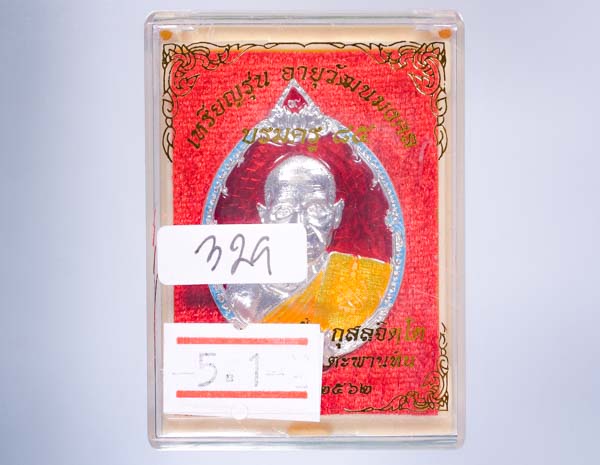 เหรียญรุ่น อายุวัฒนมงคล
บรมครู ๘๕
๙
329
กุสลจิตโต
ตะพานหิน
๒๕๖๒
5.1